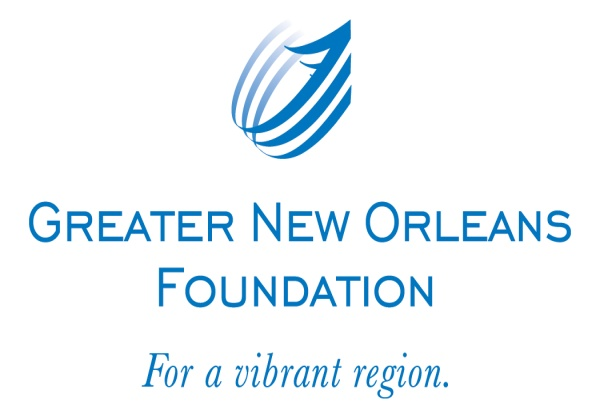 GREATER NEW ORLEANS
FOUNDATION
For a vibrant region.